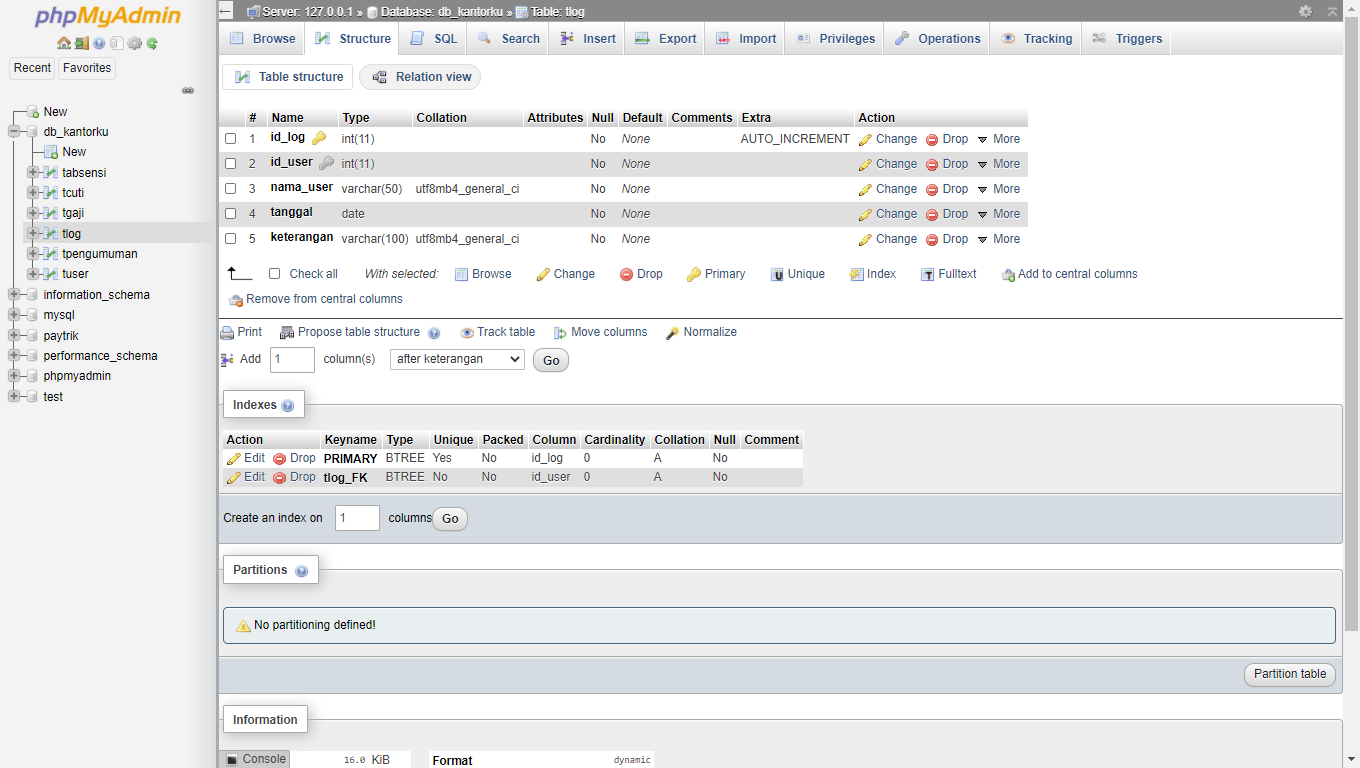 phpMyAdmin
Recent Favorites
New
db_kantorku
New
tabsensi
tcuti
tgaji
tlog
tpengumuman
tuser
information_schema
mysql
paytrik
performance_schema
phpmyadmin
test
Server: 127.0.0.1 » Database: db_kantorku » Table: tlog
Browse Structure SQL Search Insert Export Import Privileges Operations Tracking Triggers
Table structure Relation view
# Name Type Collation Attributes Null Default Comments Extra Action
1 id_log int(11) No None AUTO_INCREMENT Change Drop More
2 id_user int(11) No None Change Drop More
3 nama_user varchar(50) utf8mb4_general_ci No None Change Drop More
4 tanggal date No None Change Drop More
5 keterangan varchar(100) utf8mb4_general_ci No None Change Drop More
Check all With selected: Browse Change Drop Primary Unique Index Fulltext Add to central columns
Remove from central columns
Print Propose table structure Track table Move columns Normalize
Add 1 column(s) after keterangan Go
Indexes
Action Keyname Type Unique Packed Column Cardinality Collation Null Comment
Edit Drop PRIMARY BTREE Yes No id_log 0 A No
Edit Drop tlog_FK BTREE No No id_user 0 A No
Create an index on 1 columns Go
Partitions
No partitioning defined!
Partition table
Information
Console 16.0 KiB Format dynamic